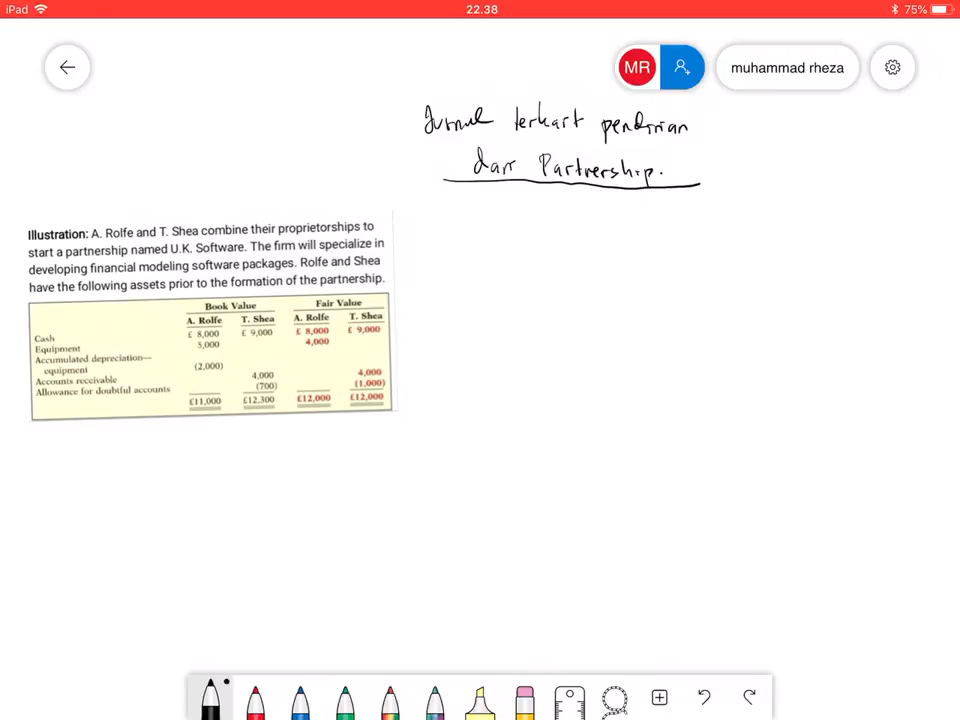 iPad
22.38
75%
MR
muhammad rheza
Jurnal terkait pendirian
dari Partnership.
Illustration: A. Rolfe and T. Shea combine their proprietorships to
start a partnership named U.K. Software. The firm will specialize in
developing financial modeling software packages. Rolfe and Shea
have the following assets prior to the formation of the partnership.
Book Value Fair Value
A. Rolfe T. Shea A. Rolfe T. Shea
Cash £ 8,000 £ 9,000 £ 8,000 £ 9,000
Equipment 5,000 4,000
Accumulated depreciation—
equipment (2,000)
Accounts receivable 4,000 4,000
Allowance for doubtful accounts (700) (1,000)
£11,000 £12,300 £12,000 £12,000